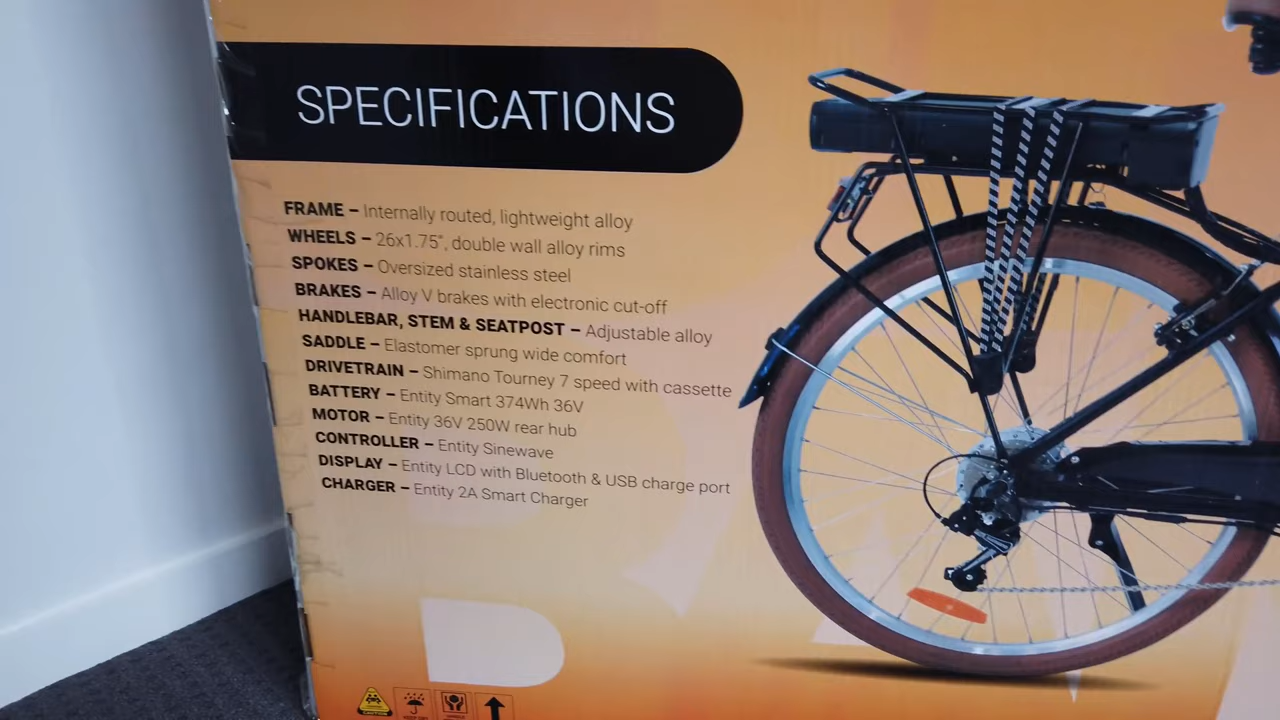 SPECIFICATIONS
FRAME – Internally routed, lightweight alloy
WHEELS – 26x1.75", double wall alloy rims
SPOKES – Oversized stainless steel
BRAKES – Alloy V brakes with electronic cut-off
HANDLEBAR, STEM & SEATPOST – Adjustable alloy
SADDLE – Elastomer sprung wide comfort
DRIVETRAIN – Shimano Tourney 7 speed with cassette
BATTERY – Entity Smart 374Wh 36V
MOTOR – Entity 36V 250W rear hub
CONTROLLER – Entity Sinewave
DISPLAY – Entity LCD with Bluetooth & USB charge port
CHARGER – Entity 2A Smart Charger
CAUTION